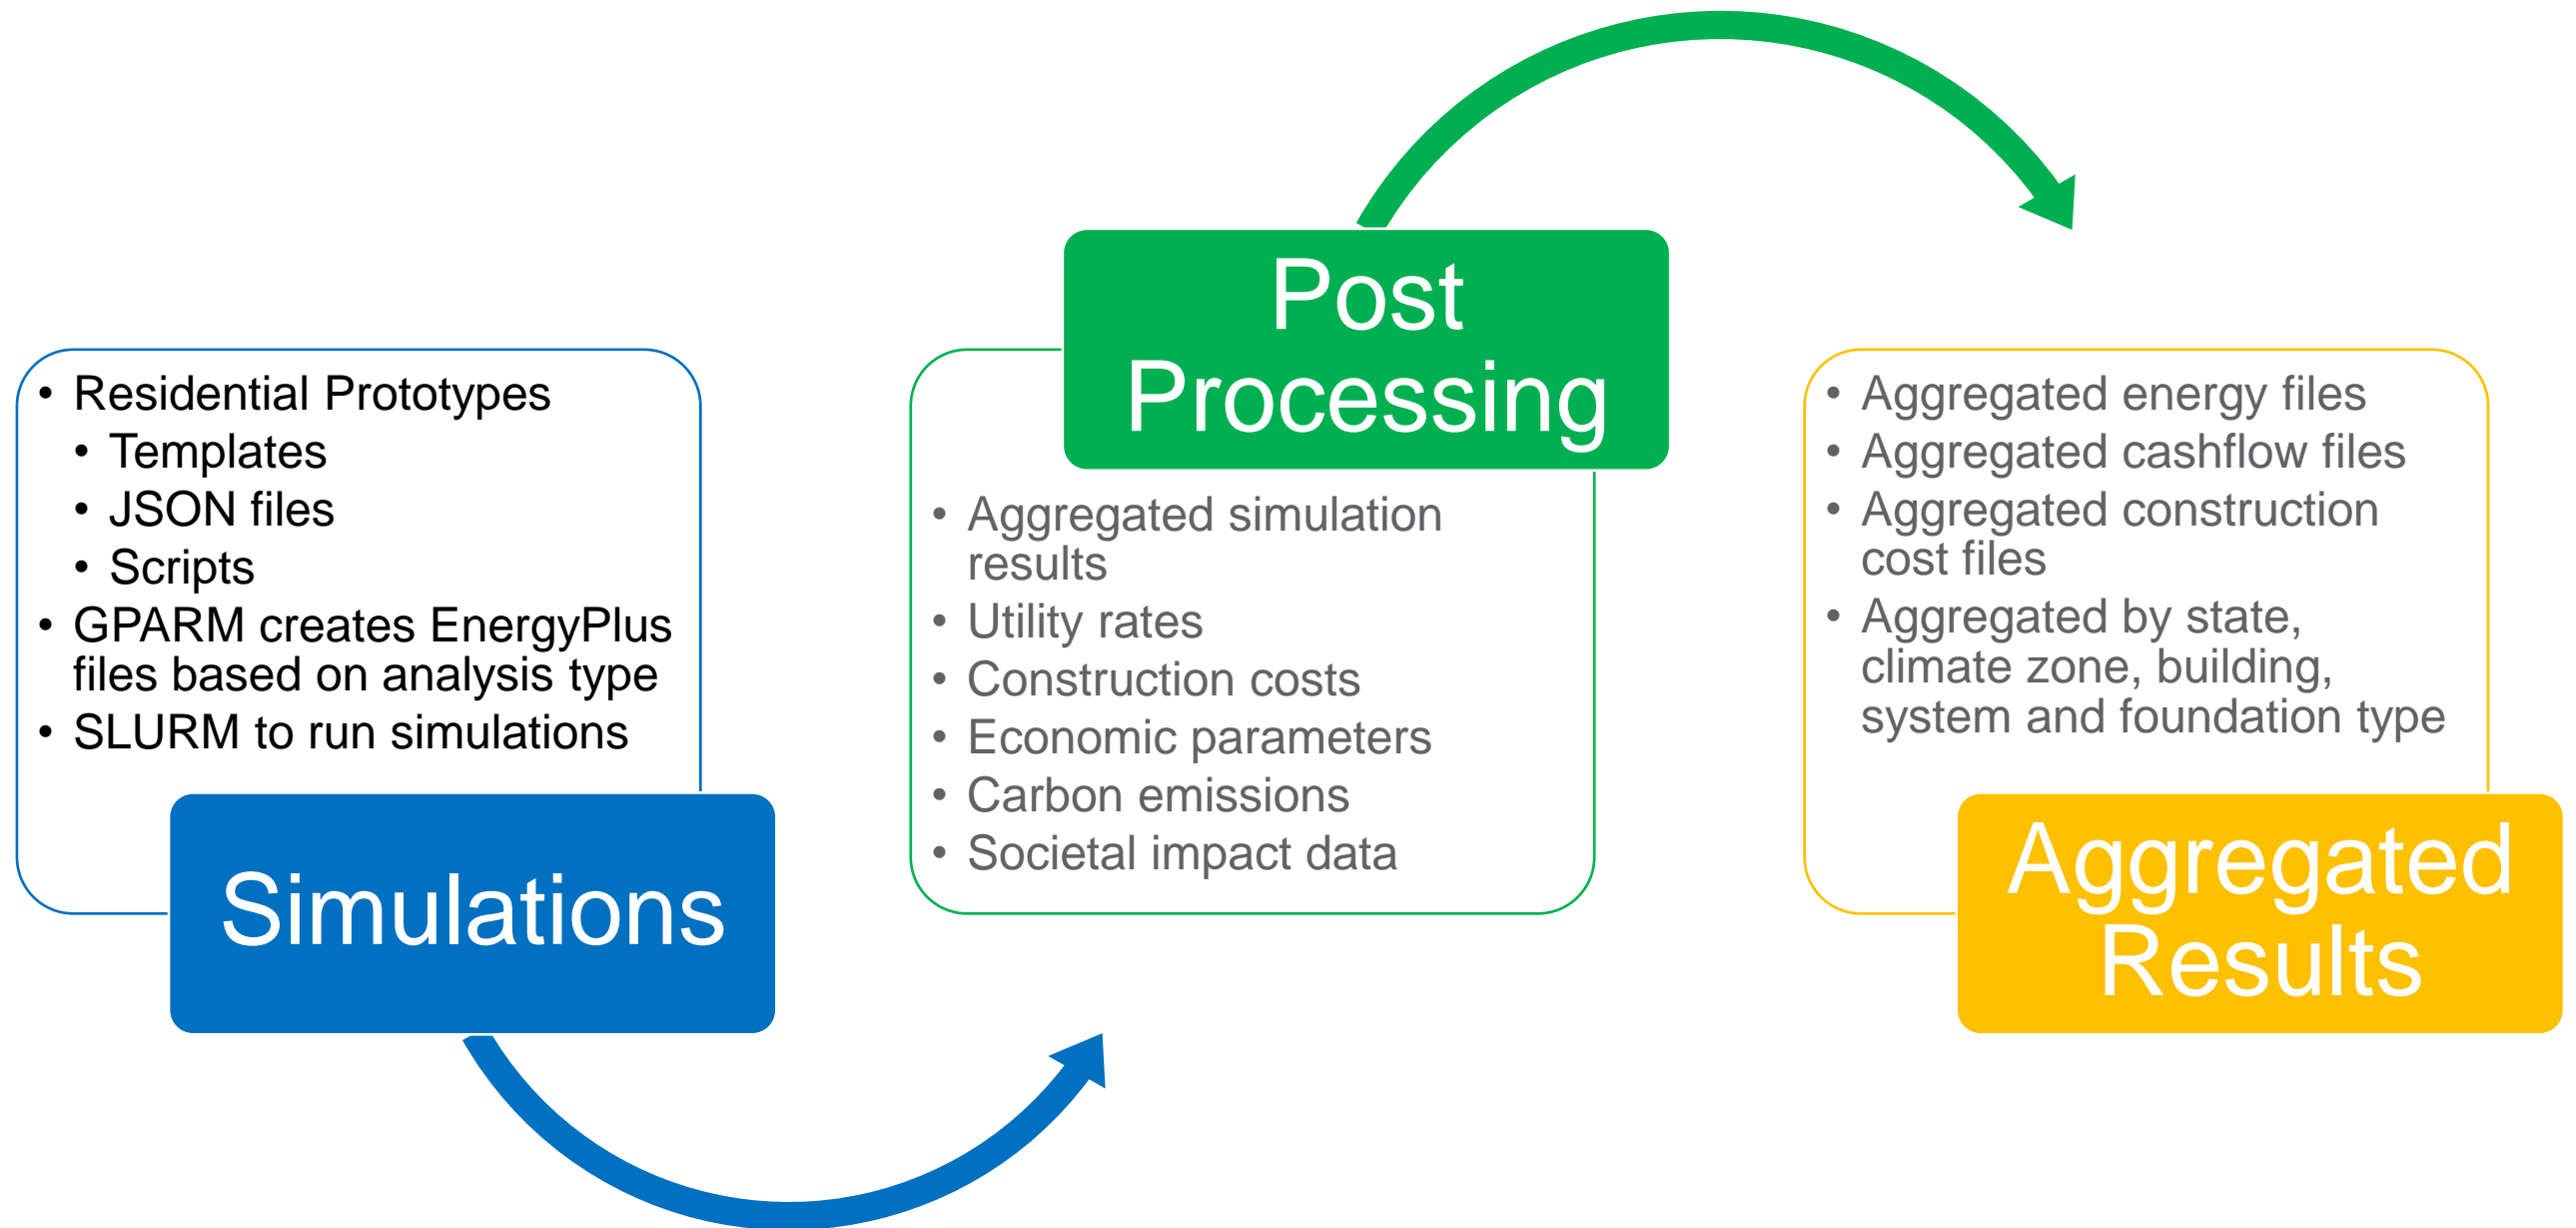 • Residential Prototypes
• Templates
• JSON files
• Scripts
• GPARM creates EnergyPlus
files based on analysis type
• SLURM to run simulations
Simulations
Post
Processing
• Aggregated simulation
results
• Utility rates
• Construction costs
• Economic parameters
• Carbon emissions
• Societal impact data
• Aggregated energy files
• Aggregated cashflow files
• Aggregated construction
cost files
• Aggregated by state,
climate zone, building,
system and foundation type
Aggregated
Results